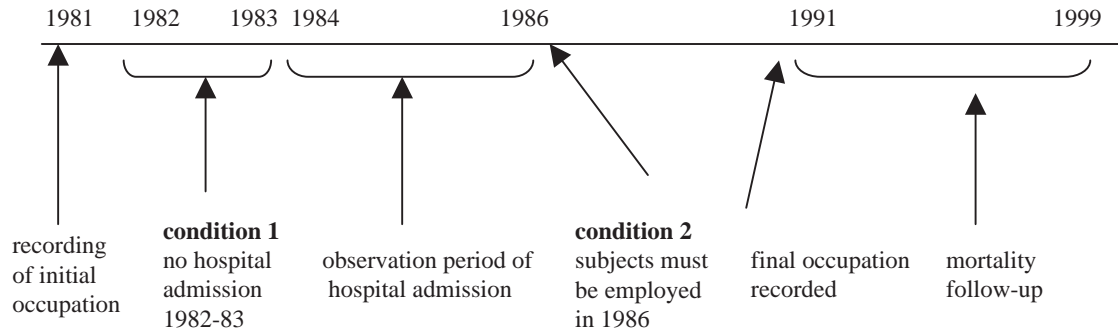 1981 1982 1983 1984 1986 1991 1999
recording
of initial
occupation
condition 1
no hospital
admission
1982-83
observation period of
hospital admission
condition 2
subjects must
be employed
in 1986
final occupation
recorded
mortality
follow-up